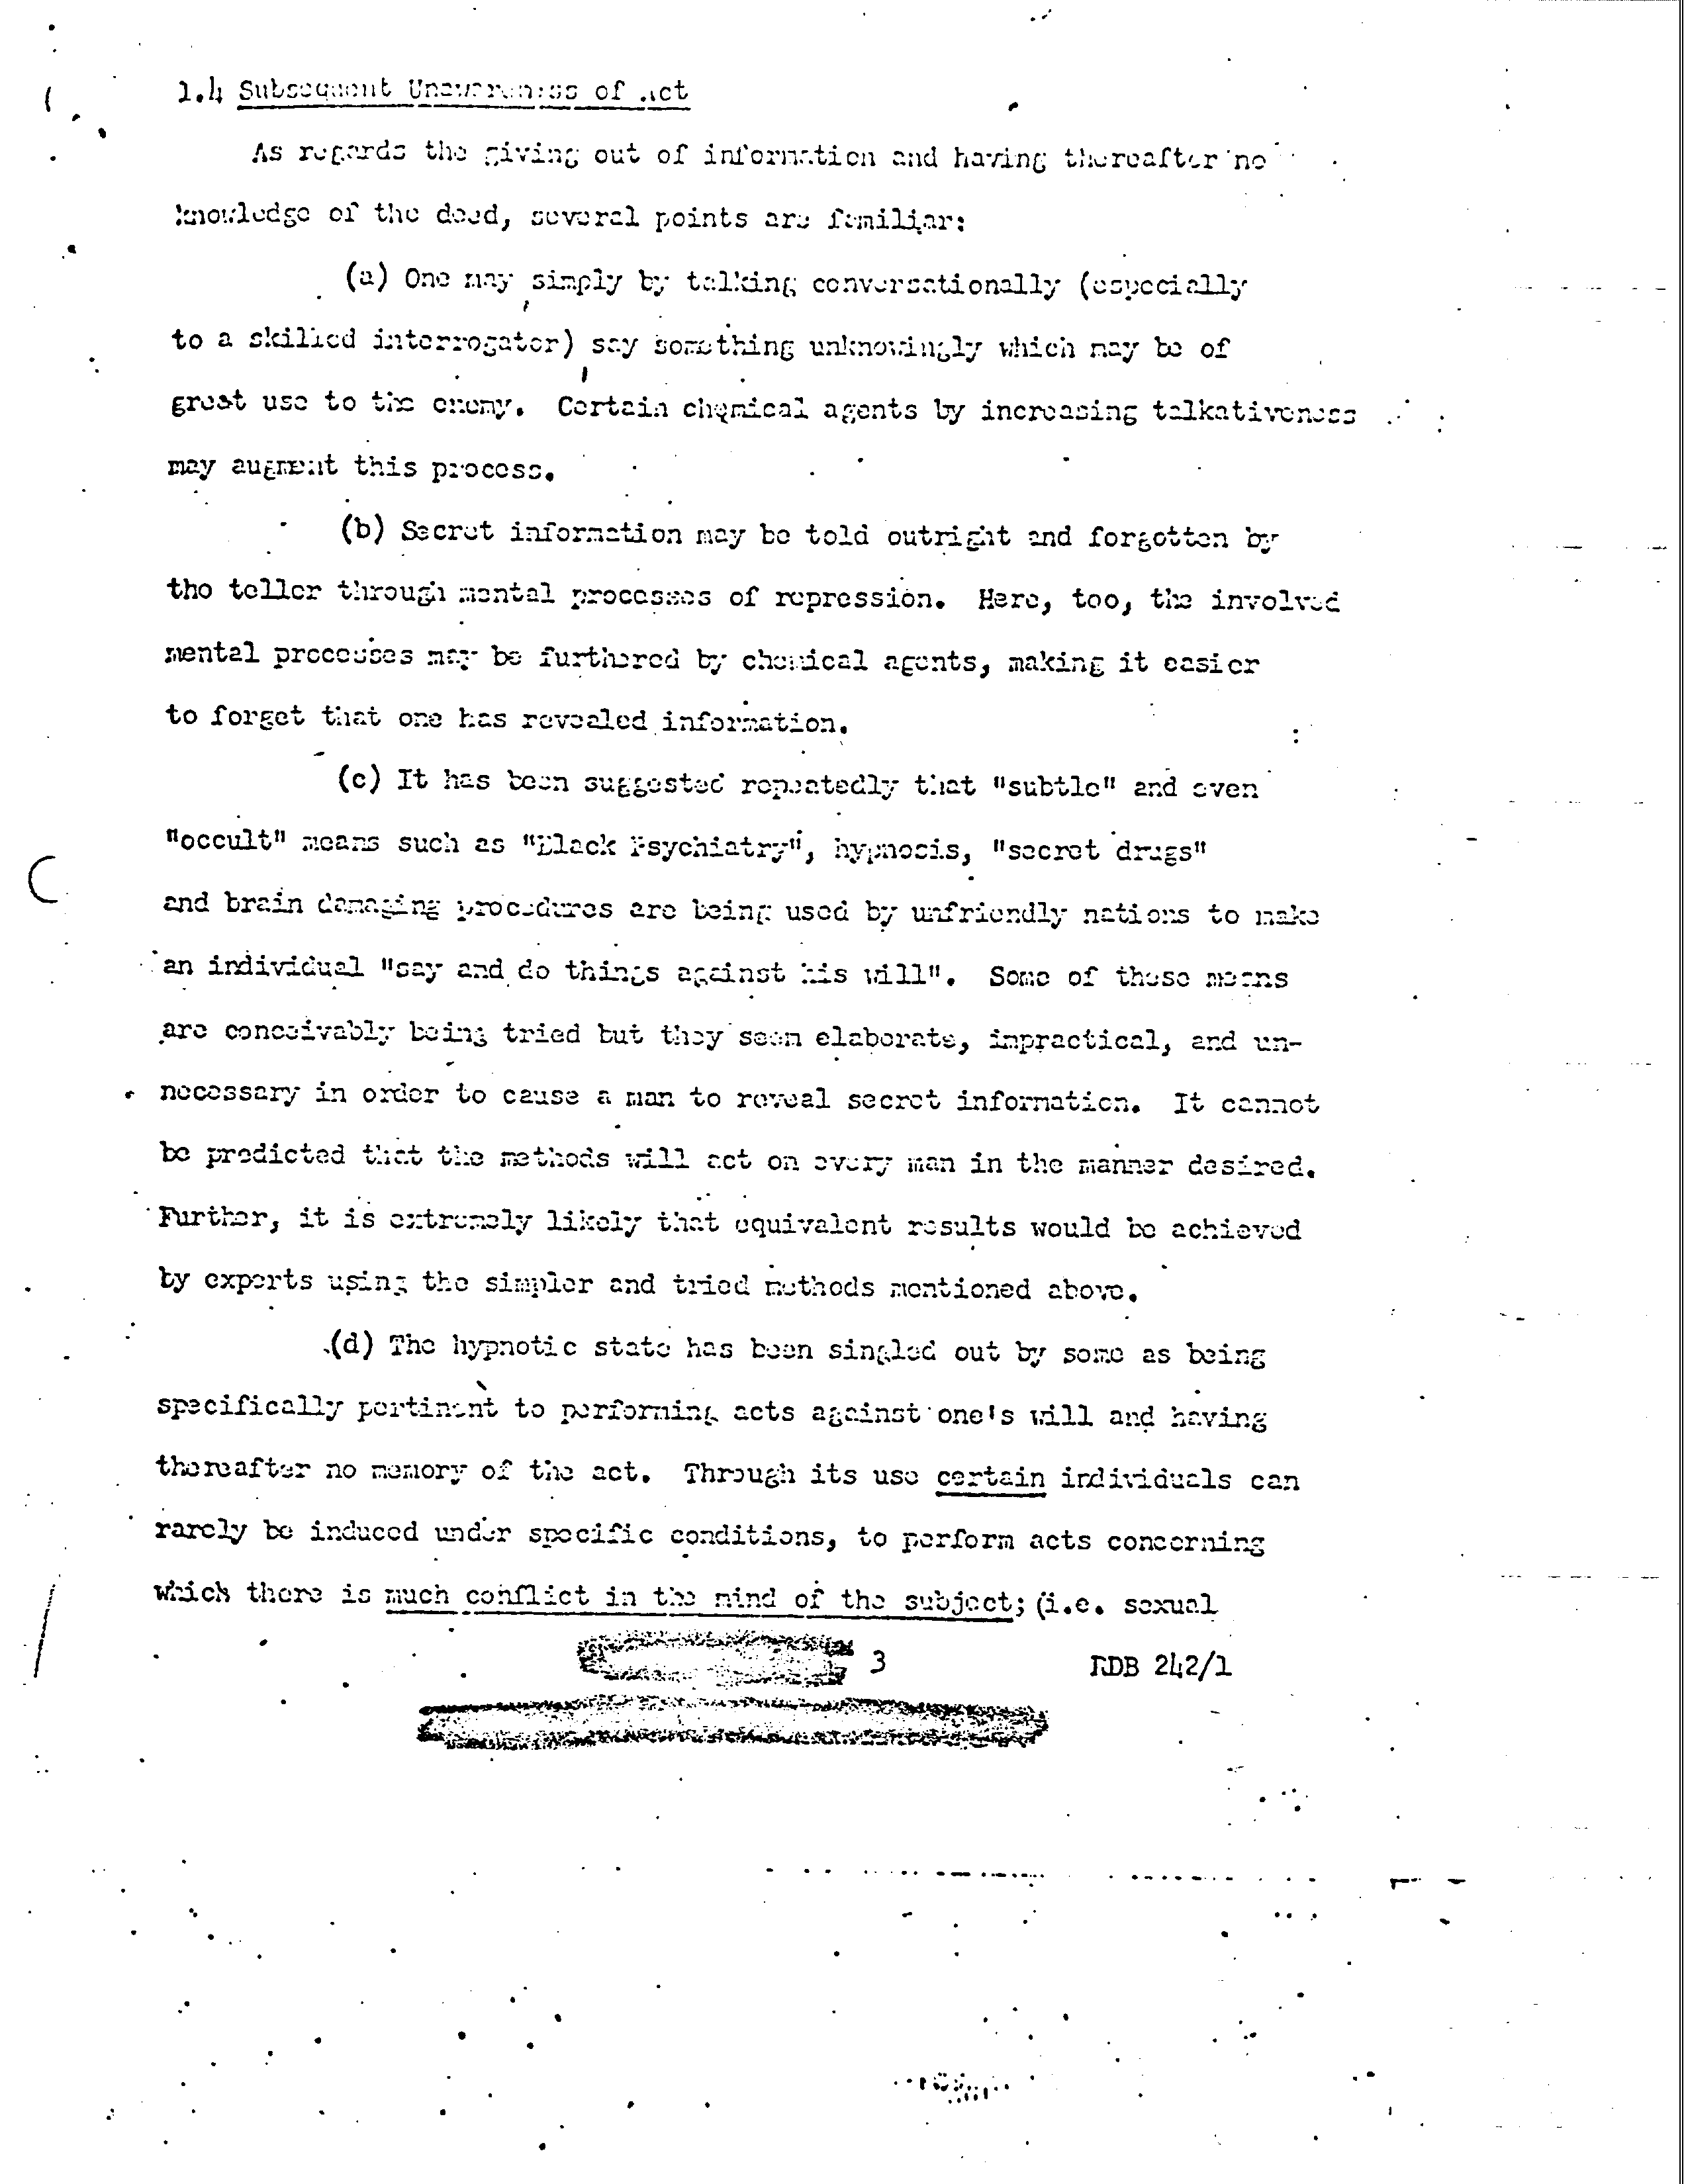 1.4 Subsequent Unawareness of Act
As regards the giving out of information and having thereafter no
knowledge of the deed, several points are familiar:
(a) One may simply by talking conversationally (especially
to a skilled interrogator) say something unknowingly which may be of
great use to the enemy. Certain chemical agents by increasing talkativeness
may augment this process.
(b) Secret information may be told outright and forgotten by
the teller through mental processes of repression. Here, too, the involved
mental processes may be furthered by chemical agents, making it easier
to forget that one has revealed information.
(c) It has been suggested repeatedly that "subtle" and even
"occult" means such as "Black Psychiatry", hypnosis, "secret drugs"
and brain damaging procedures are being used by unfriendly nations to make
an individual "say and do things against his will". Some of these means
are conceivably being tried but they seem elaborate, impractical, and un-
necessary in order to cause a man to reveal secret information. It cannot
be predicted that the methods will act on every man in the manner desired.
Further, it is extremely likely that equivalent results would be achieved
by experts using the simpler and tried methods mentioned above.
(d) The hypnotic state has been singled out by some as being
specifically pertinent to performing acts against one's will and having
thereafter no memory of the act. Through its use certain individuals can
rarely be induced under specific conditions, to perform acts concerning
which there is much conflict in the mind of the subject; (i.e. sexual
3 RDB 242/1